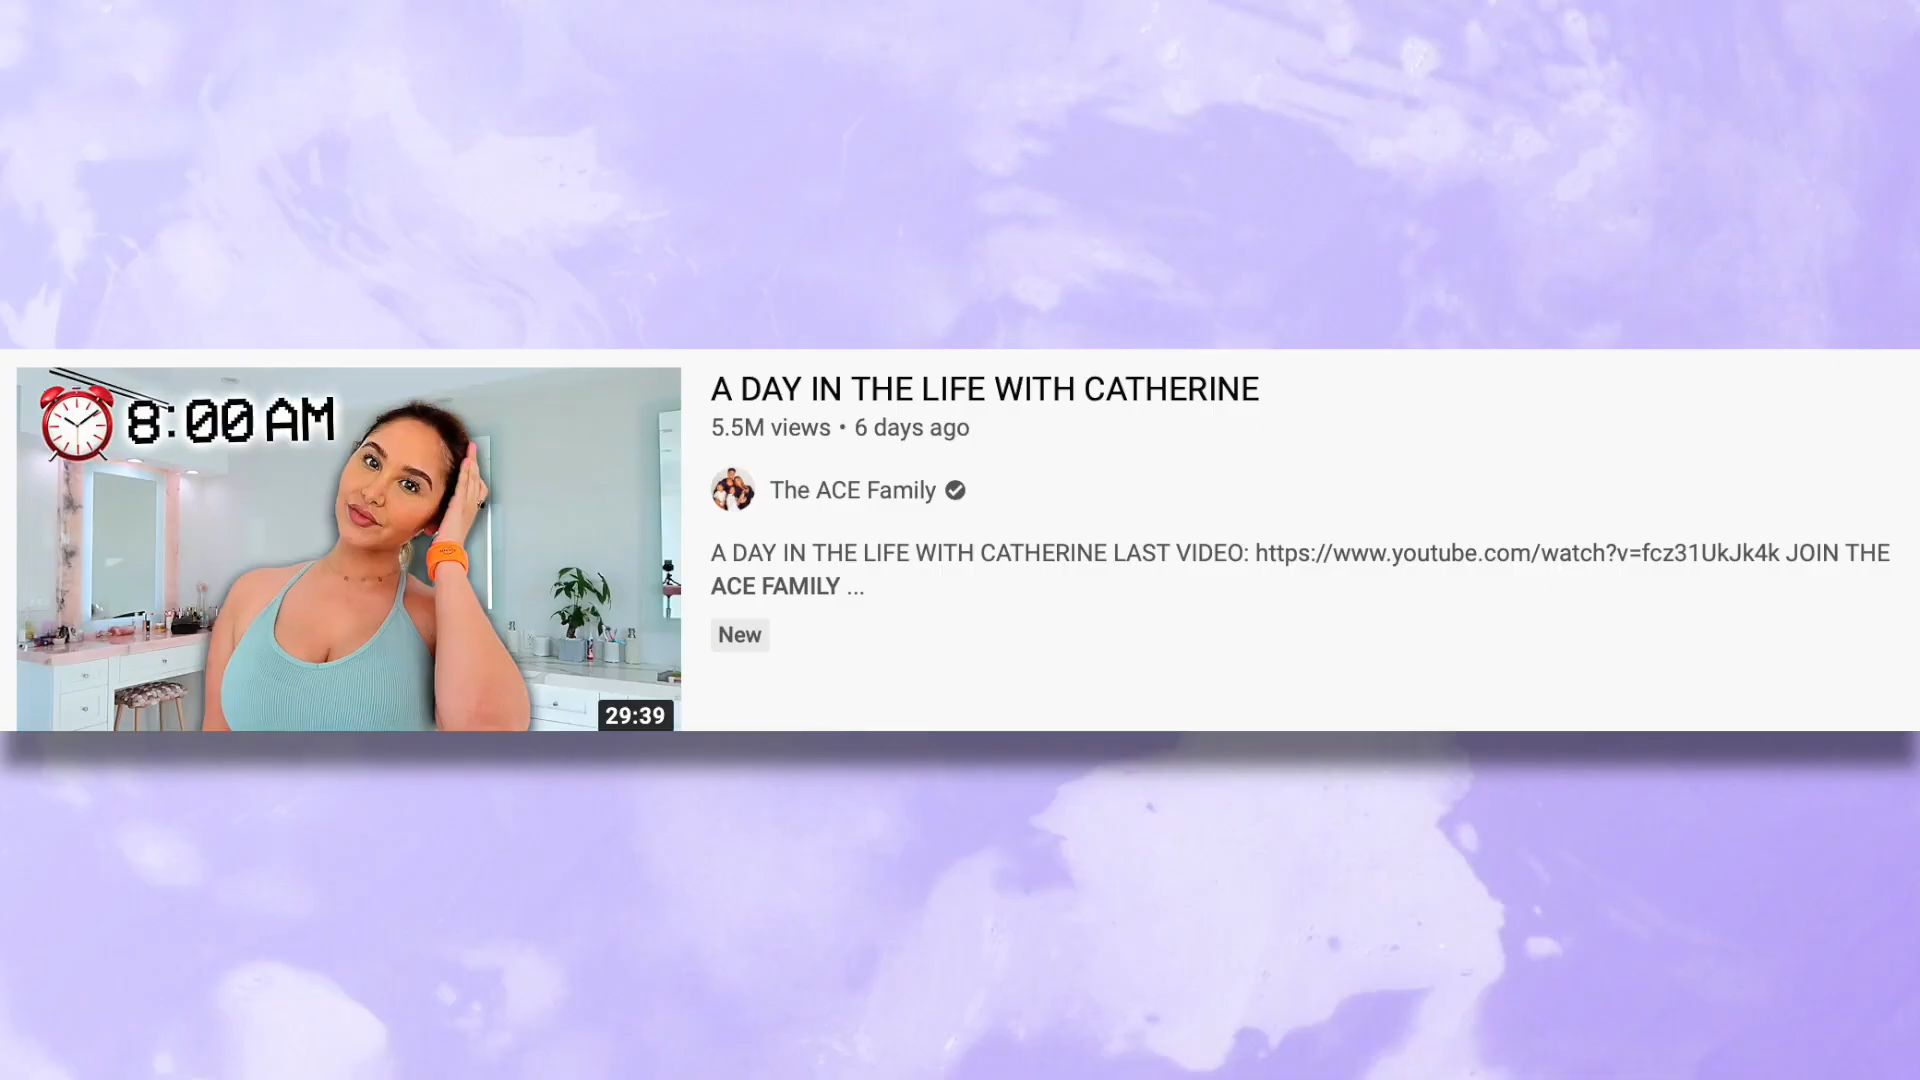 8:00 AM
29:39
A DAY IN THE LIFE WITH CATHERINE
5.5M views • 6 days ago
The ACE Family
A DAY IN THE LIFE WITH CATHERINE LAST VIDEO: https://www.youtube.com/watch?v=fcz31UkJk4k JOIN THE
ACE FAMILY ...
New